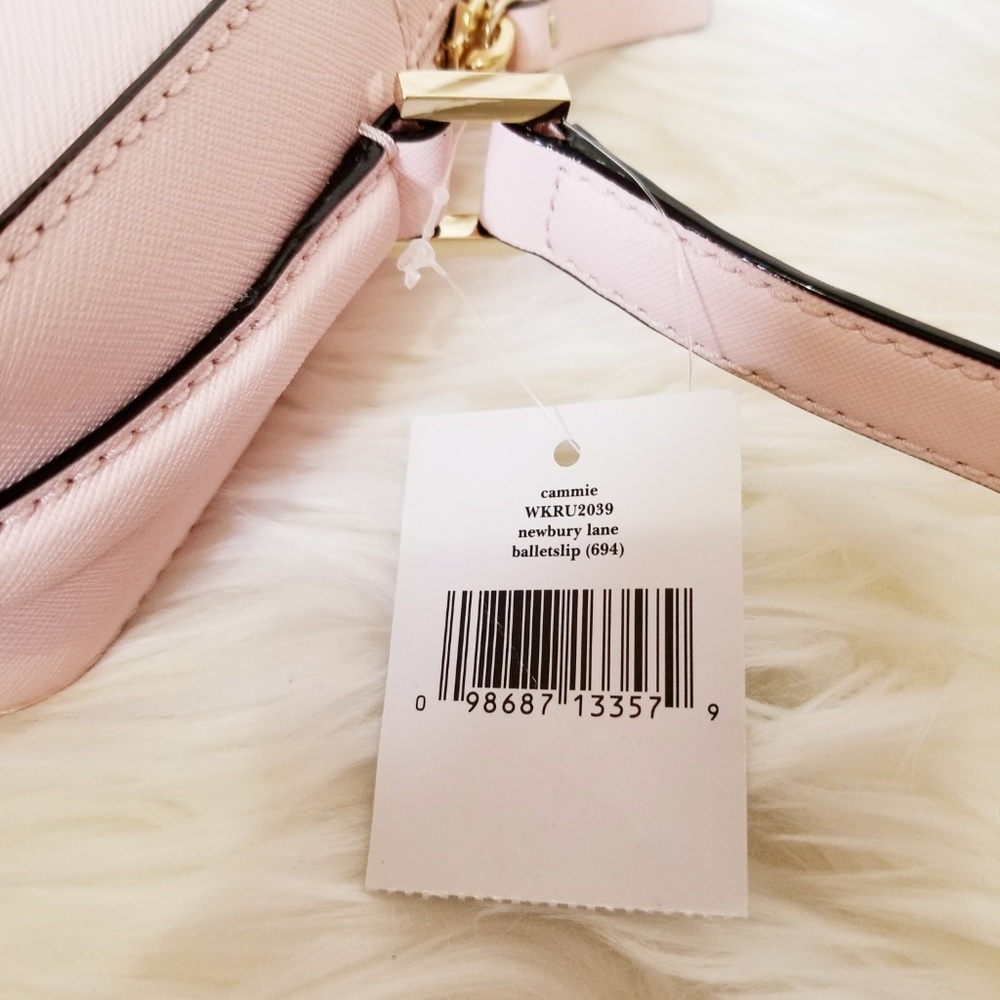 cammie
WKRU2039
newbury lane
balletslip (694)
0 98687 13357 9